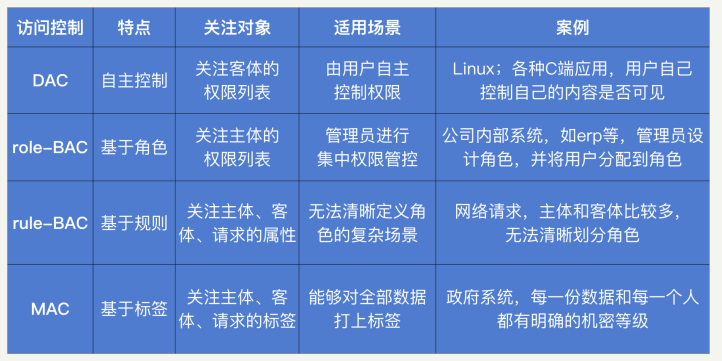 访问控制 特点 关注对象 适用场景 案例
DAC 自主控制 关注客体的 由用户自主 Linux；各种C端应用，用户自己
权限列表 控制权限 控制自己的内容是否可见
role-BAC 基于角色 关注主体的 管理员进行 公司内部系统，如erp等，管理员设
权限列表 集中权限管控 计角色，并将用户分配到角色
rule-BAC 基于规则 关注主体、客 无法清晰定义角 网络请求，主体和客体比较多，
体、请求的属性 色的复杂场景 无法清晰划分角色
MAC 基于标签 关注主体、客 能够对全部数据 政府系统，每一份数据和每一个人
体、请求的标签 打上标签 都有明确的机密等级